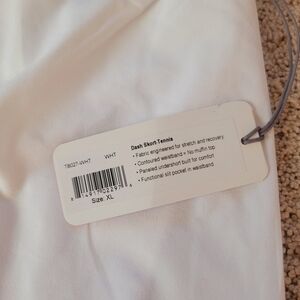 TB027-WHT WHT
Dash Skort-Tennis
• Fabric engineered for stretch and recovery
• Contoured waistband = No muffin top
• Paneled undershort built for comfort
• Functional slit pocket in waistband
Size: XL